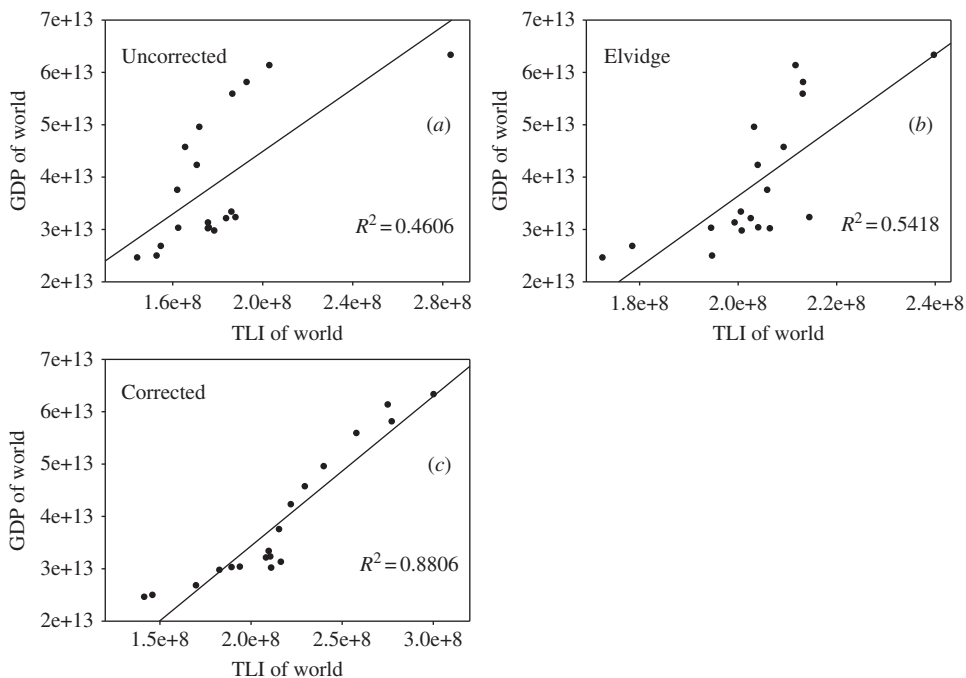 7e+13
6e+13
5e+13
4e+13
3e+13
2e+13
GDP of world
Uncorrected
(a)
R² = 0.4606
1.6e+8 2.0e+8 2.4e+8 2.8e+8
TLI of world
7e+13
6e+13
5e+13
4e+13
3e+13
2e+13
GDP of world
Elvidge
(b)
R² = 0.5418
1.8e+8 2.0e+8 2.2e+8 2.4e+8
TLI of world
7e+13
6e+13
5e+13
4e+13
3e+13
2e+13
GDP of world
Corrected
(c)
R² = 0.8806
1.5e+8 2.0e+8 2.5e+8 3.0e+8
TLI of world